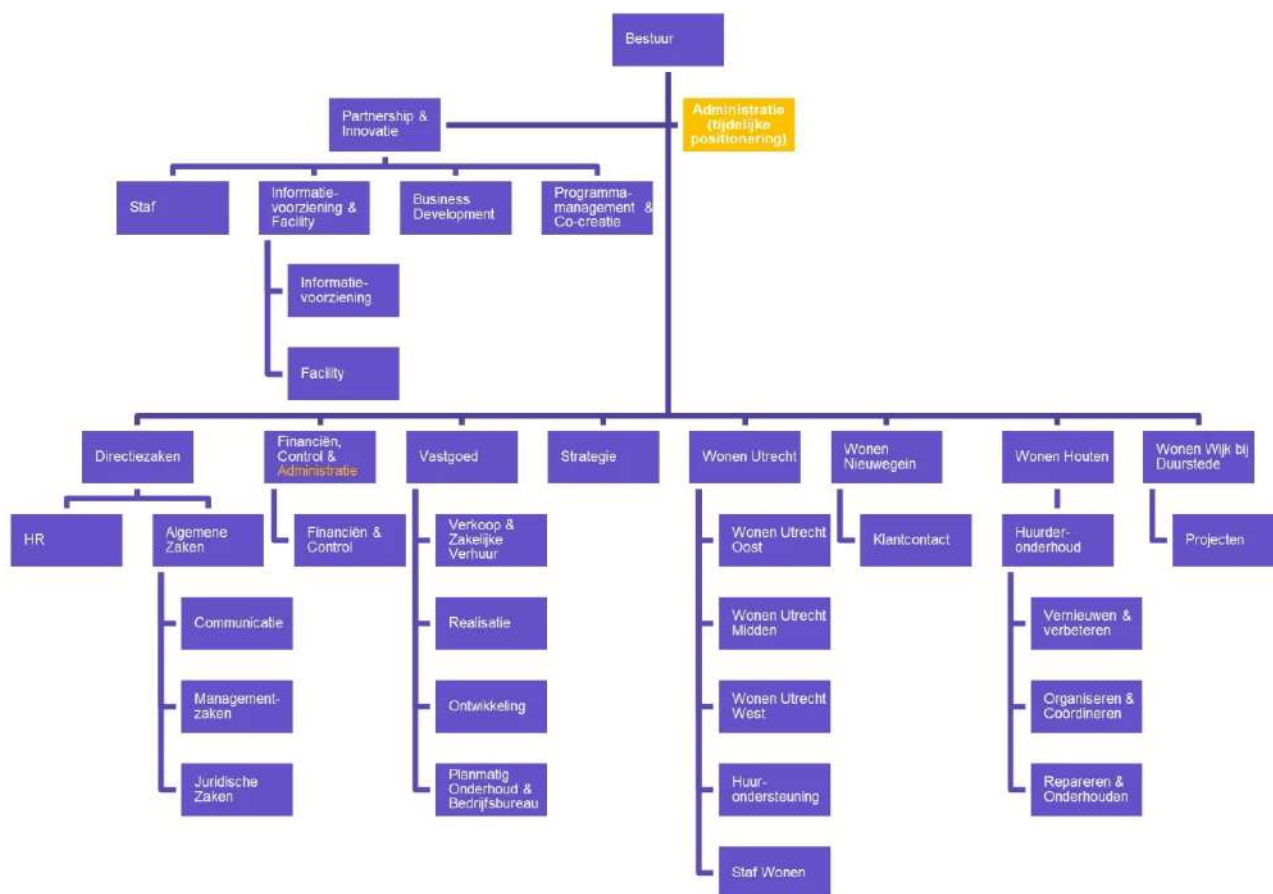 Bestuur
Partnership &
Innovatie
Administratie
(tijdelijke
positionering)
Staf
Informatie-
voorziening &
Facility
Business
Development
Programma-
management &
Co-creatie
Informatie-
voorziening
Facility
Directiezaken
Financiën,
Control &
Administratie
Vastgoed
Strategie
Wonen Utrecht
Wonen
Nieuwegein
Wonen Houten
Wonen Wijk bij
Duurstede
HR
Algemene
Zaken
Financiën &
Control
Verkoop &
Zakelijke
Verhuur
Wonen Utrecht
Oost
Klantcontact
Huurder-
onderhoud
Projecten
Communicatie
Realisatie
Wonen Utrecht
Midden
Vernieuwen &
verbeteren
Management-
zaken
Ontwikkeling
Wonen Utrecht
West
Organiseren &
Coördineren
Juridische
Zaken
Planmatig
Onderhoud &
Bedrijfsbureau
Huur-
ondersteuning
Repareren &
Onderhouden
Staf Wonen